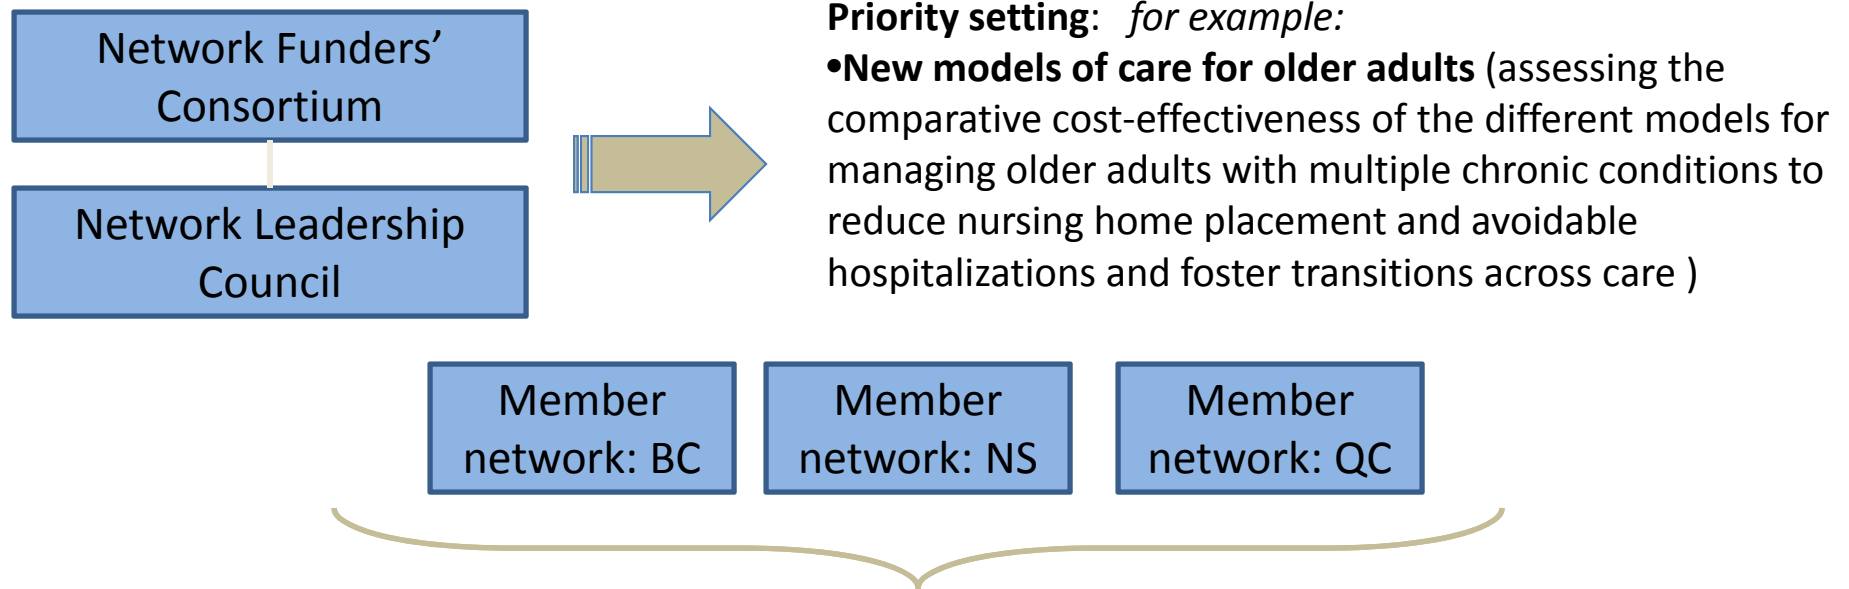 Network Funders’
Consortium
Network Leadership
Council
Priority setting: for example:
•New models of care for older adults (assessing the
comparative cost-effectiveness of the different models for
managing older adults with multiple chronic conditions to
reduce nursing home placement and avoidable
hospitalizations and foster transitions across care )
Member
network: BC
Member
network: NS
Member
network: QC